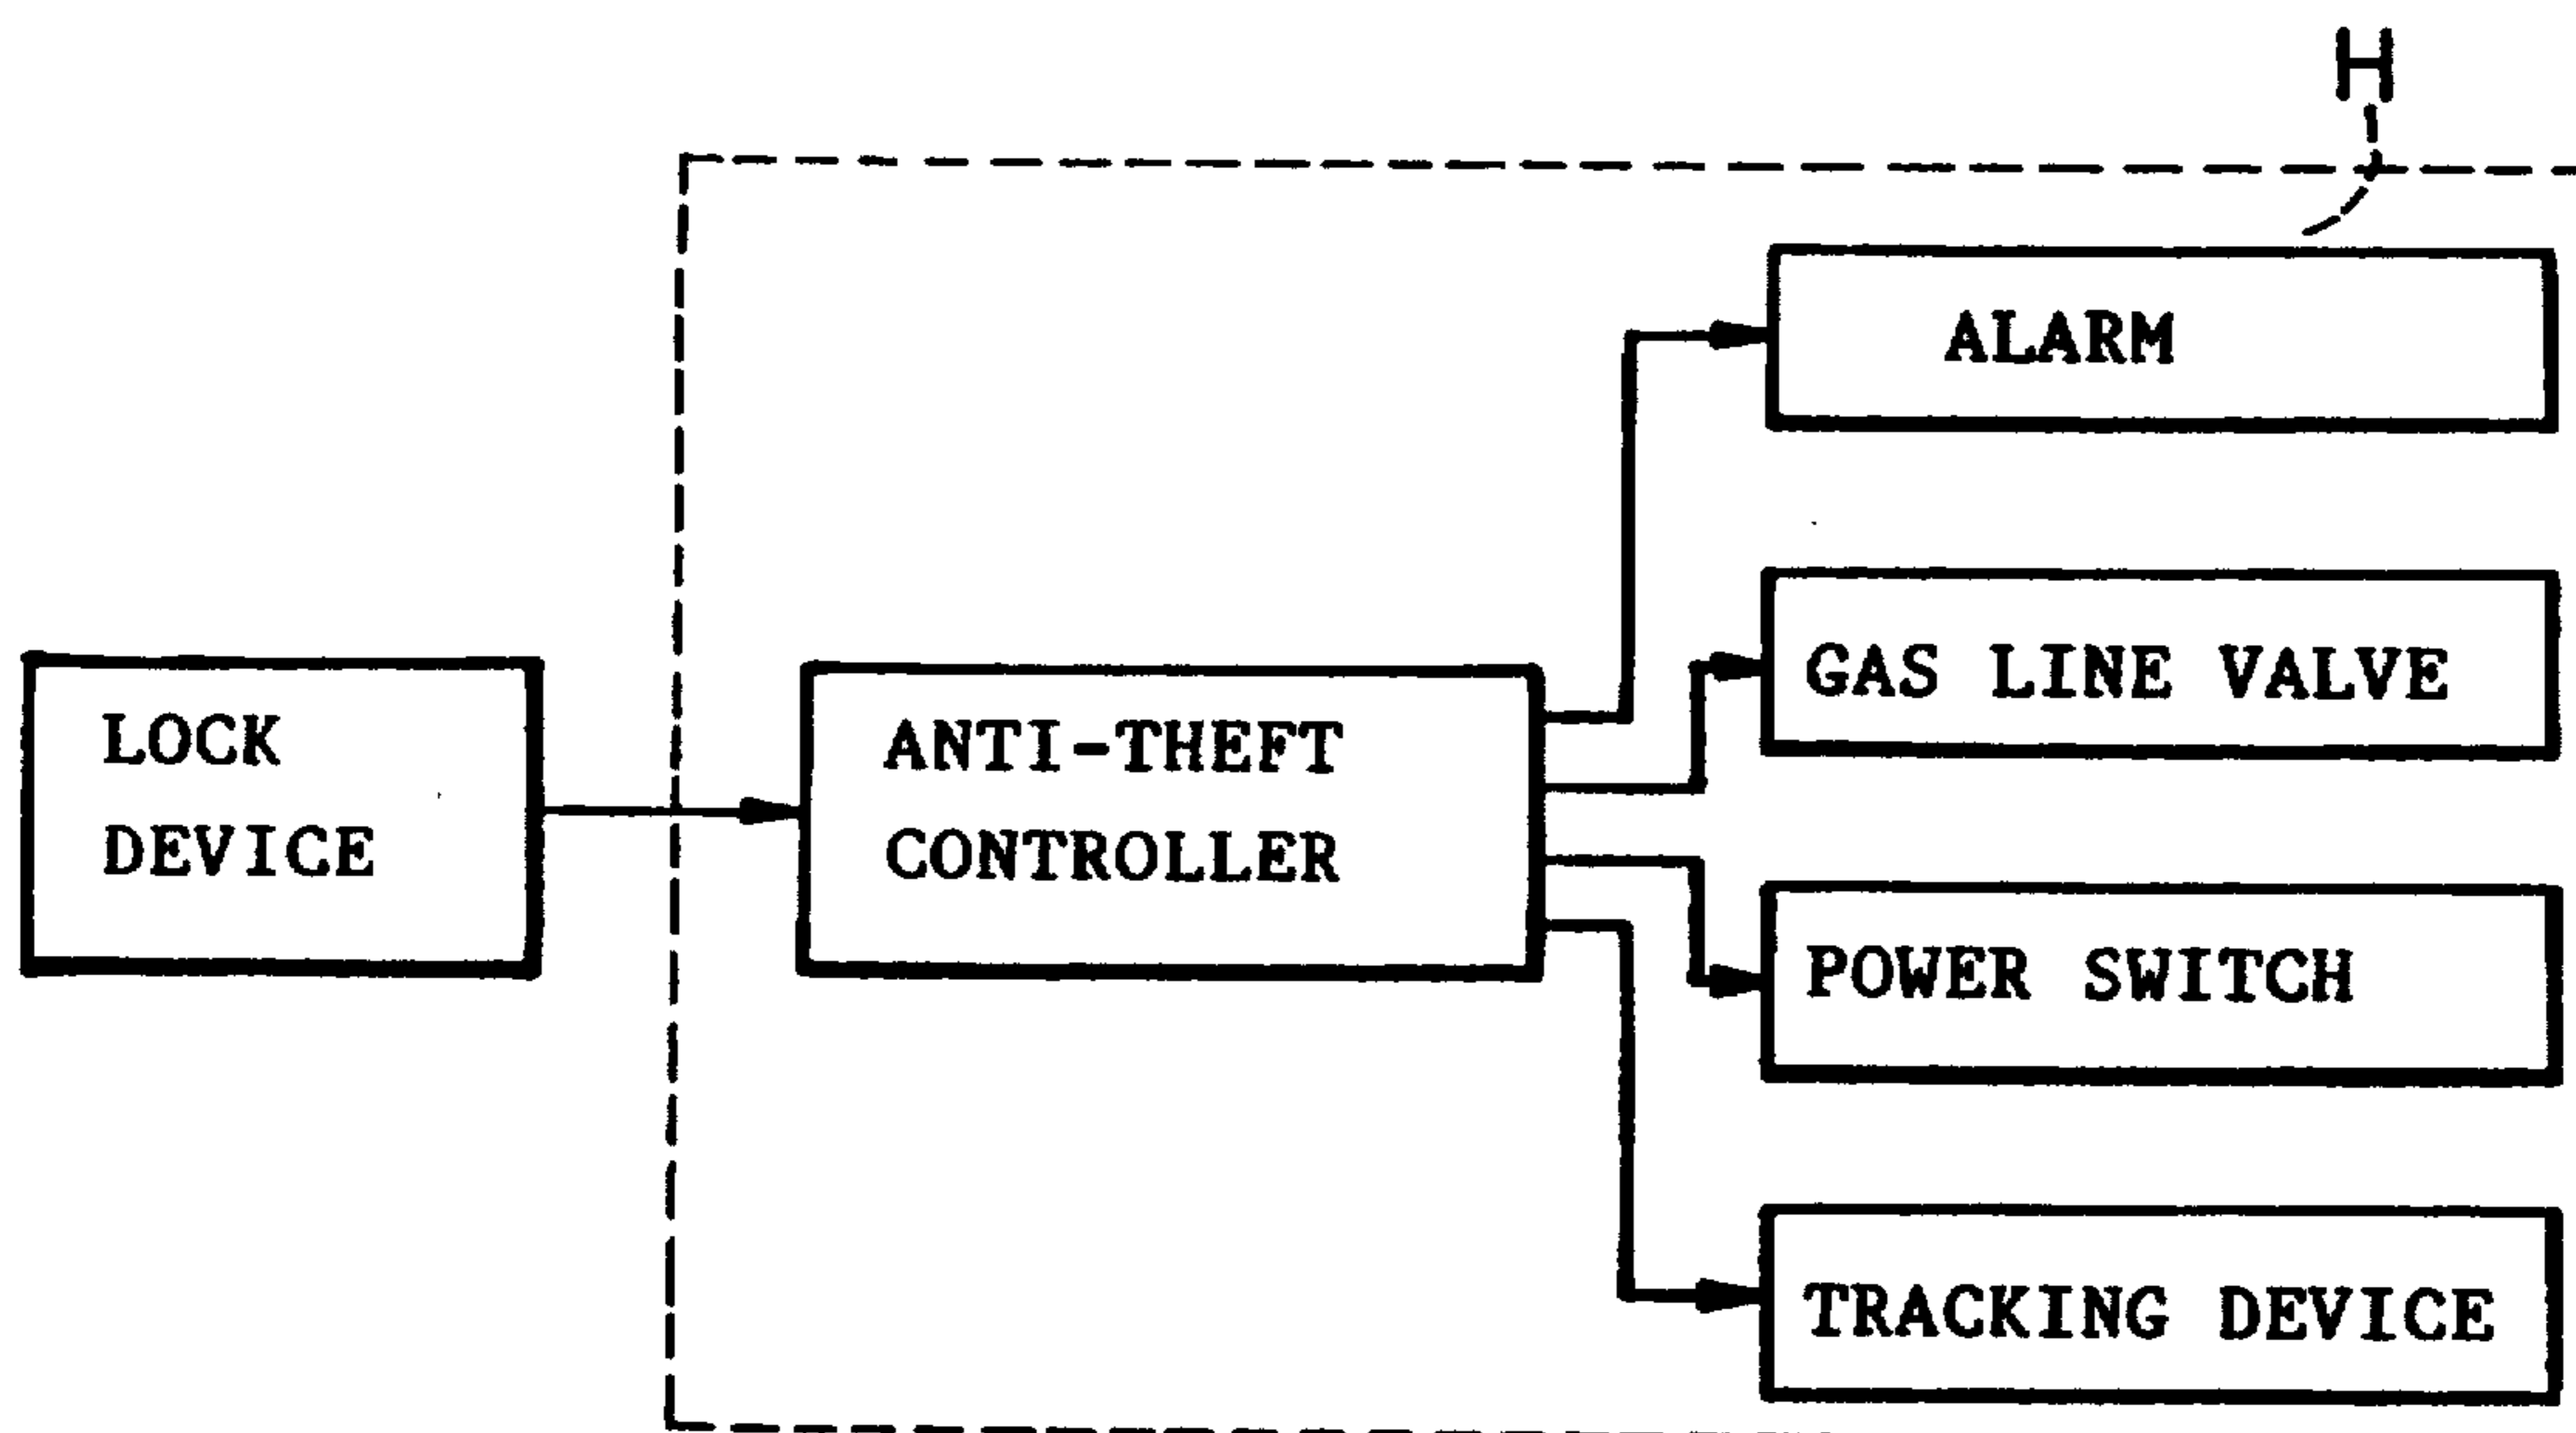 H
ALARM
GAS LINE VALVE
LOCK
DEVICE
ANTI-THEFT
CONTROLLER
POWER SWITCH
TRACKING DEVICE